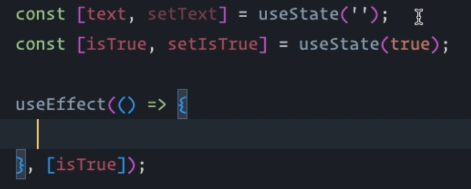 const [text, setText] = useState('');
const [isTrue, setIsTrue] = useState(true);
useEffect(() => {
}, [isTrue]);